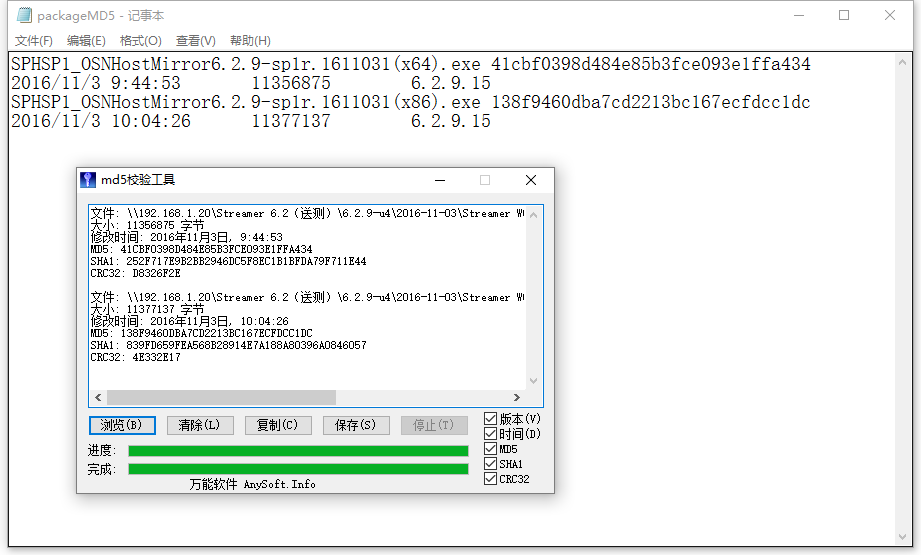 packageMD5 - 记事本
文件(F) 编辑(E) 格式(O) 查看(V) 帮助(H)
SPHSP1_OSNHostMirror6.2.9-sp1r.1611031(x64).exe 41cbf0398d484e85b3fce093e1ffa434
2016/11/3 9:44:53 11356875 6.2.9.15
SPHSP1_OSNHostMirror6.2.9-sp1r.1611031(x86).exe 138f9460dba7cd2213bc167ecfdcc1dc
2016/11/3 10:04:26 11377137 6.2.9.15
md5校验工具
文件: \\192.168.1.20\Streamer 6.2（送测）\6.2.9-u4\2016-11-03\Streamer
大小: 11356875 字节
修改时间: 2016年11月3日, 9:44:53
MD5: 41CBF0398D484E85B3FCE093E1FFA434
SHA1: 252F717E9B2BB2946DC5F8EC1B1BFDA79F711E44
CRC32: D8326F2E
文件: \\192.168.1.20\Streamer 6.2（送测）\6.2.9-u4\2016-11-03\Streamer
大小: 11377137 字节
修改时间: 2016年11月3日, 10:04:26
MD5: 138F9460DBA7CD2213BC167ECFDCC1DC
SHA1: 839FD659FEA568B28914E7A188A80396A0846057
CRC32: 4E332E17
浏览(B) 清除(L) 复制(C) 保存(S) 停止(T)
版本(V)
时间(D)
MD5
SHA1
CRC32
进度:
完成:
万能软件 AnySoft.Info